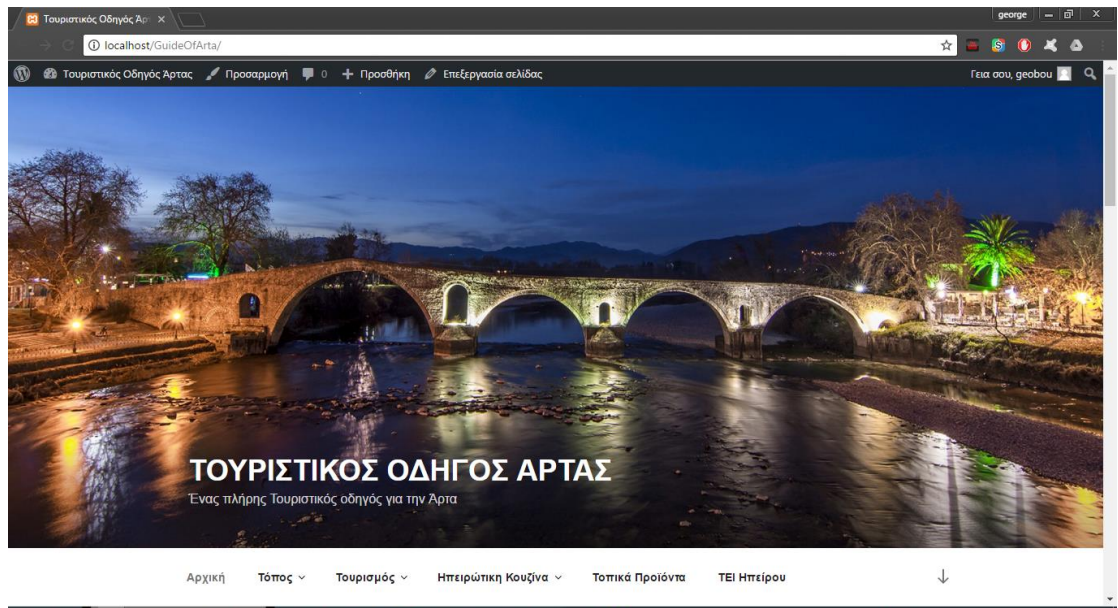 Τουριστικός Οδηγός Άρτ
george
localhost/GuideOfArta/
Τουριστικός Οδηγός Άρτας Προσαρμογή 0 Προσθήκη Επεξεργασία σελίδας Γεια σου, geobou
ΤΟΥΡΙΣΤΙΚΟΣ ΟΔΗΓΟΣ ΑΡΤΑΣ
Ένας πλήρης Τουριστικός οδηγός για την Άρτα
Αρχική Τόπος Τουρισμός Ηπειρώτικη Κουζίνα Τοπικά Προϊόντα ΤΕΙ Ηπείρου